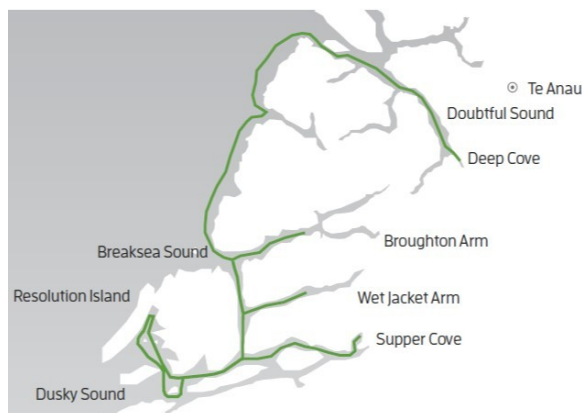 Te Anau
Doubtful Sound
Deep Cove
Broughton Arm
Breaksea Sound
Resolution Island
Wet Jacket Arm
Supper Cove
Dusky Sound